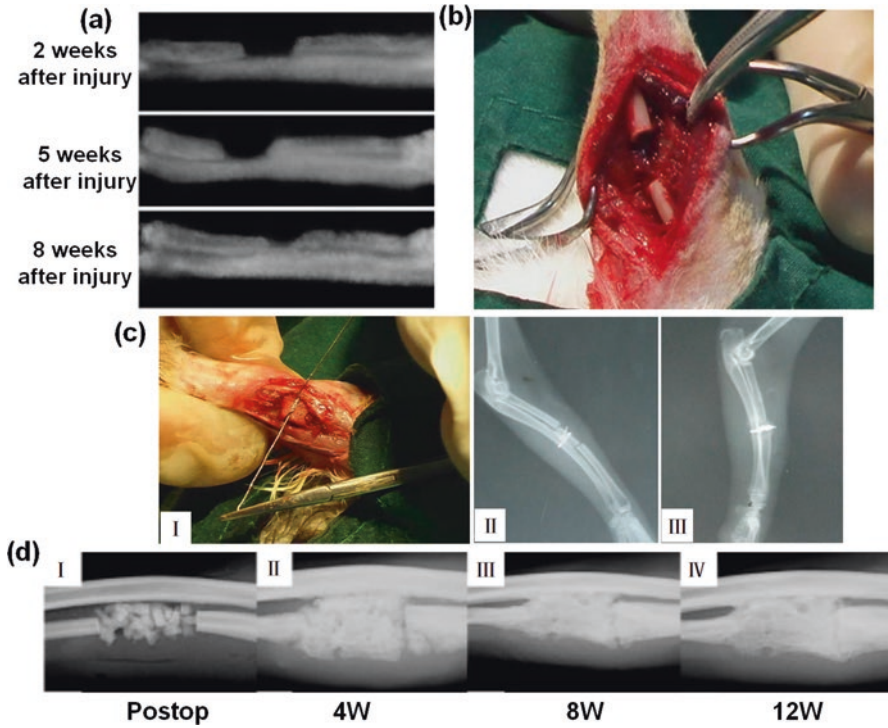 (a)
2 weeks
after injury
5 weeks
after injury
8 weeks
after injury
(b)
(c)
I
II
III
(d)
I
II
III
IV
Postop
4W
8W
12W